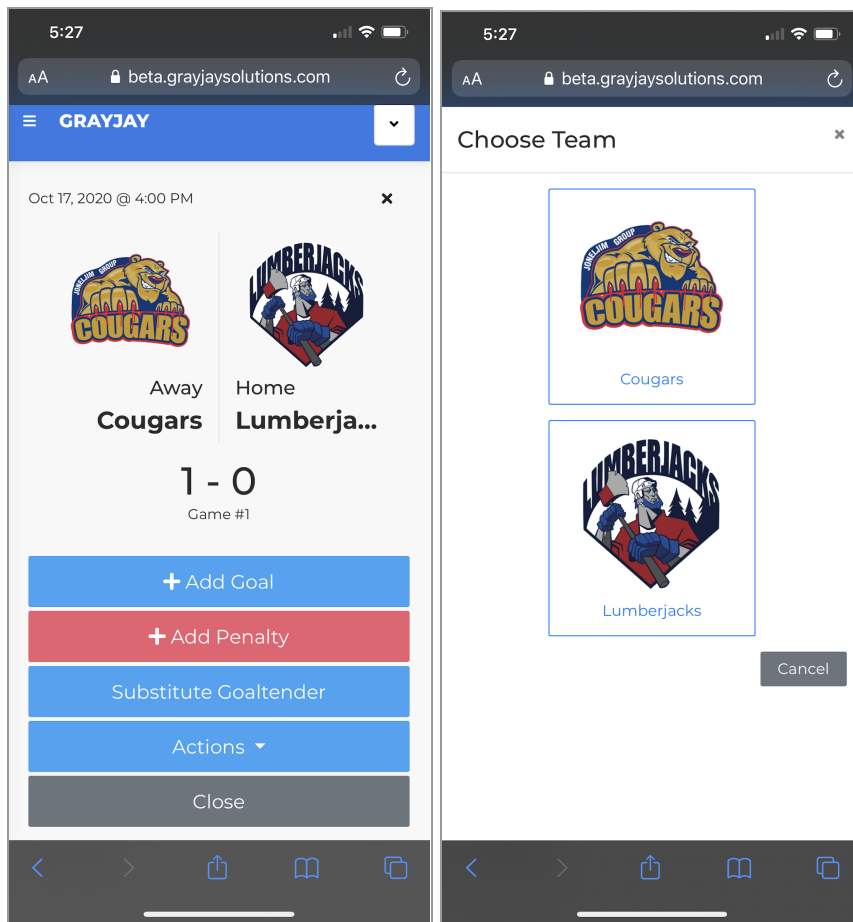 5:27
AA beta.grayjaysolutions.com
GRAYJAY
Oct 17, 2020 @ 4:00 PM
JONELJIM GROUP
COUGARS
LUMBERJACKS
Away
Cougars
Home
Lumberja...
1 - 0
Game #1
Add Goal
Add Penalty
Substitute Goaltender
Actions
Close
5:27
AA beta.grayjaysolutions.com
Choose Team
JONELJIM GROUP
COUGARS
Cougars
LUMBERJACKS
Lumberjacks
Cancel